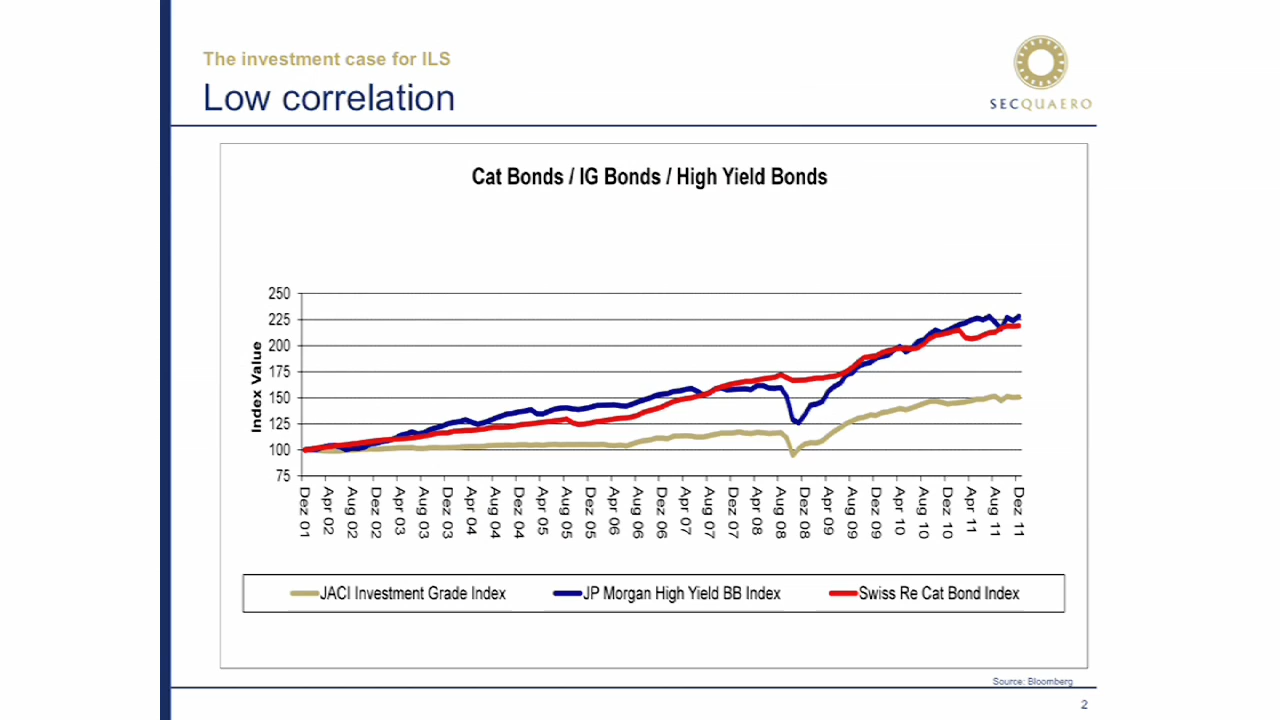 The investment case for ILS
Low correlation
SECQUAERO
Cat Bonds / IG Bonds / High Yield Bonds
Index Value
250
225
200
175
150
125
100
75
Dez 01
Apr 02
Aug 02
Dez 02
Apr 03
Aug 03
Dez 03
Apr 04
Aug 04
Dez 04
Apr 05
Aug 05
Dez 05
Apr 06
Aug 06
Dez 06
Apr 07
Aug 07
Dez 07
Apr 08
Aug 08
Dez 08
Apr 09
Aug 09
Dez 09
Apr 10
Aug 10
Dez 10
Apr 11
Aug 11
Dez 11
JACI Investment Grade Index JP Morgan High Yield BB Index Swiss Re Cat Bond Index
Source: Bloomberg
2